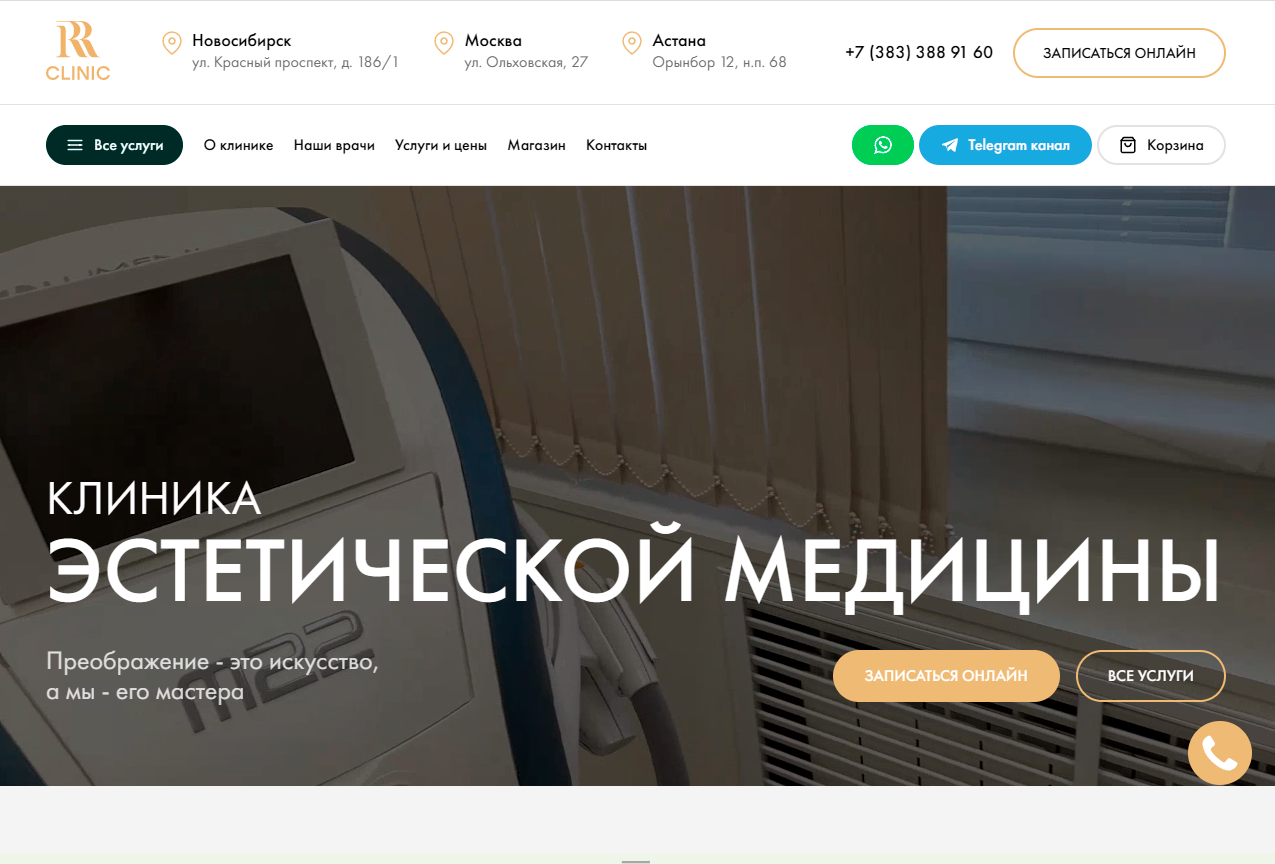 RR
CLINIC
Новосибирск
ул. Красный проспект, д. 186/1
Москва
ул. Ольховская, 27
Астана
Орынбор 12, н.п. 68
+7 (383) 388 91 60
ЗАПИСАТЬСЯ ОНЛАЙН
Все услуги
О клинике
Наши врачи
Услуги и цены
Магазин
Контакты
Telegram канал
Корзина
КЛИНИКА
ЭСТЕТИЧЕСКОЙ МЕДИЦИНЫ
m22
Преображение - это искусство,
а мы - его мастера
ЗАПИСАТЬСЯ ОНЛАЙН
ВСЕ УСЛУГИ